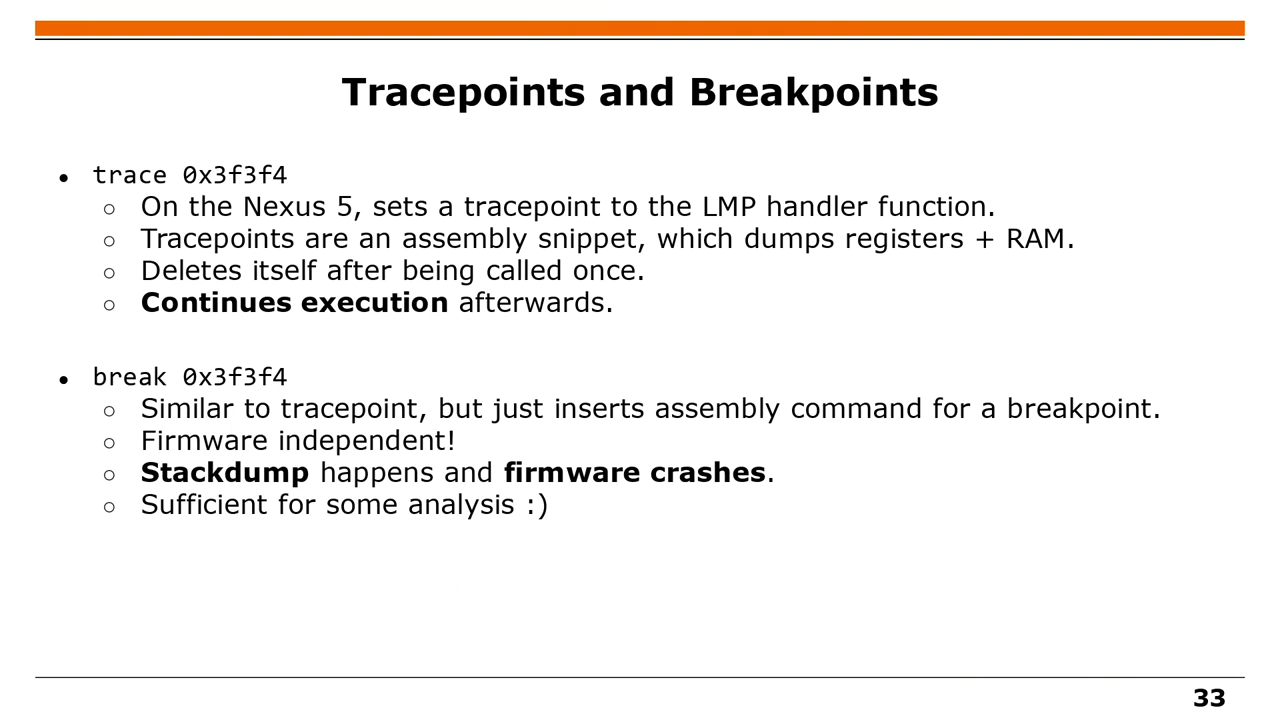 Tracepoints and Breakpoints
● trace 0x3f3f4
○ On the Nexus 5, sets a tracepoint to the LMP handler function.
○ Tracepoints are an assembly snippet, which dumps registers + RAM.
○ Deletes itself after being called once.
○ Continues execution afterwards.
● break 0x3f3f4
○ Similar to tracepoint, but just inserts assembly command for a breakpoint.
○ Firmware independent!
○ Stackdump happens and firmware crashes.
○ Sufficient for some analysis :)
33